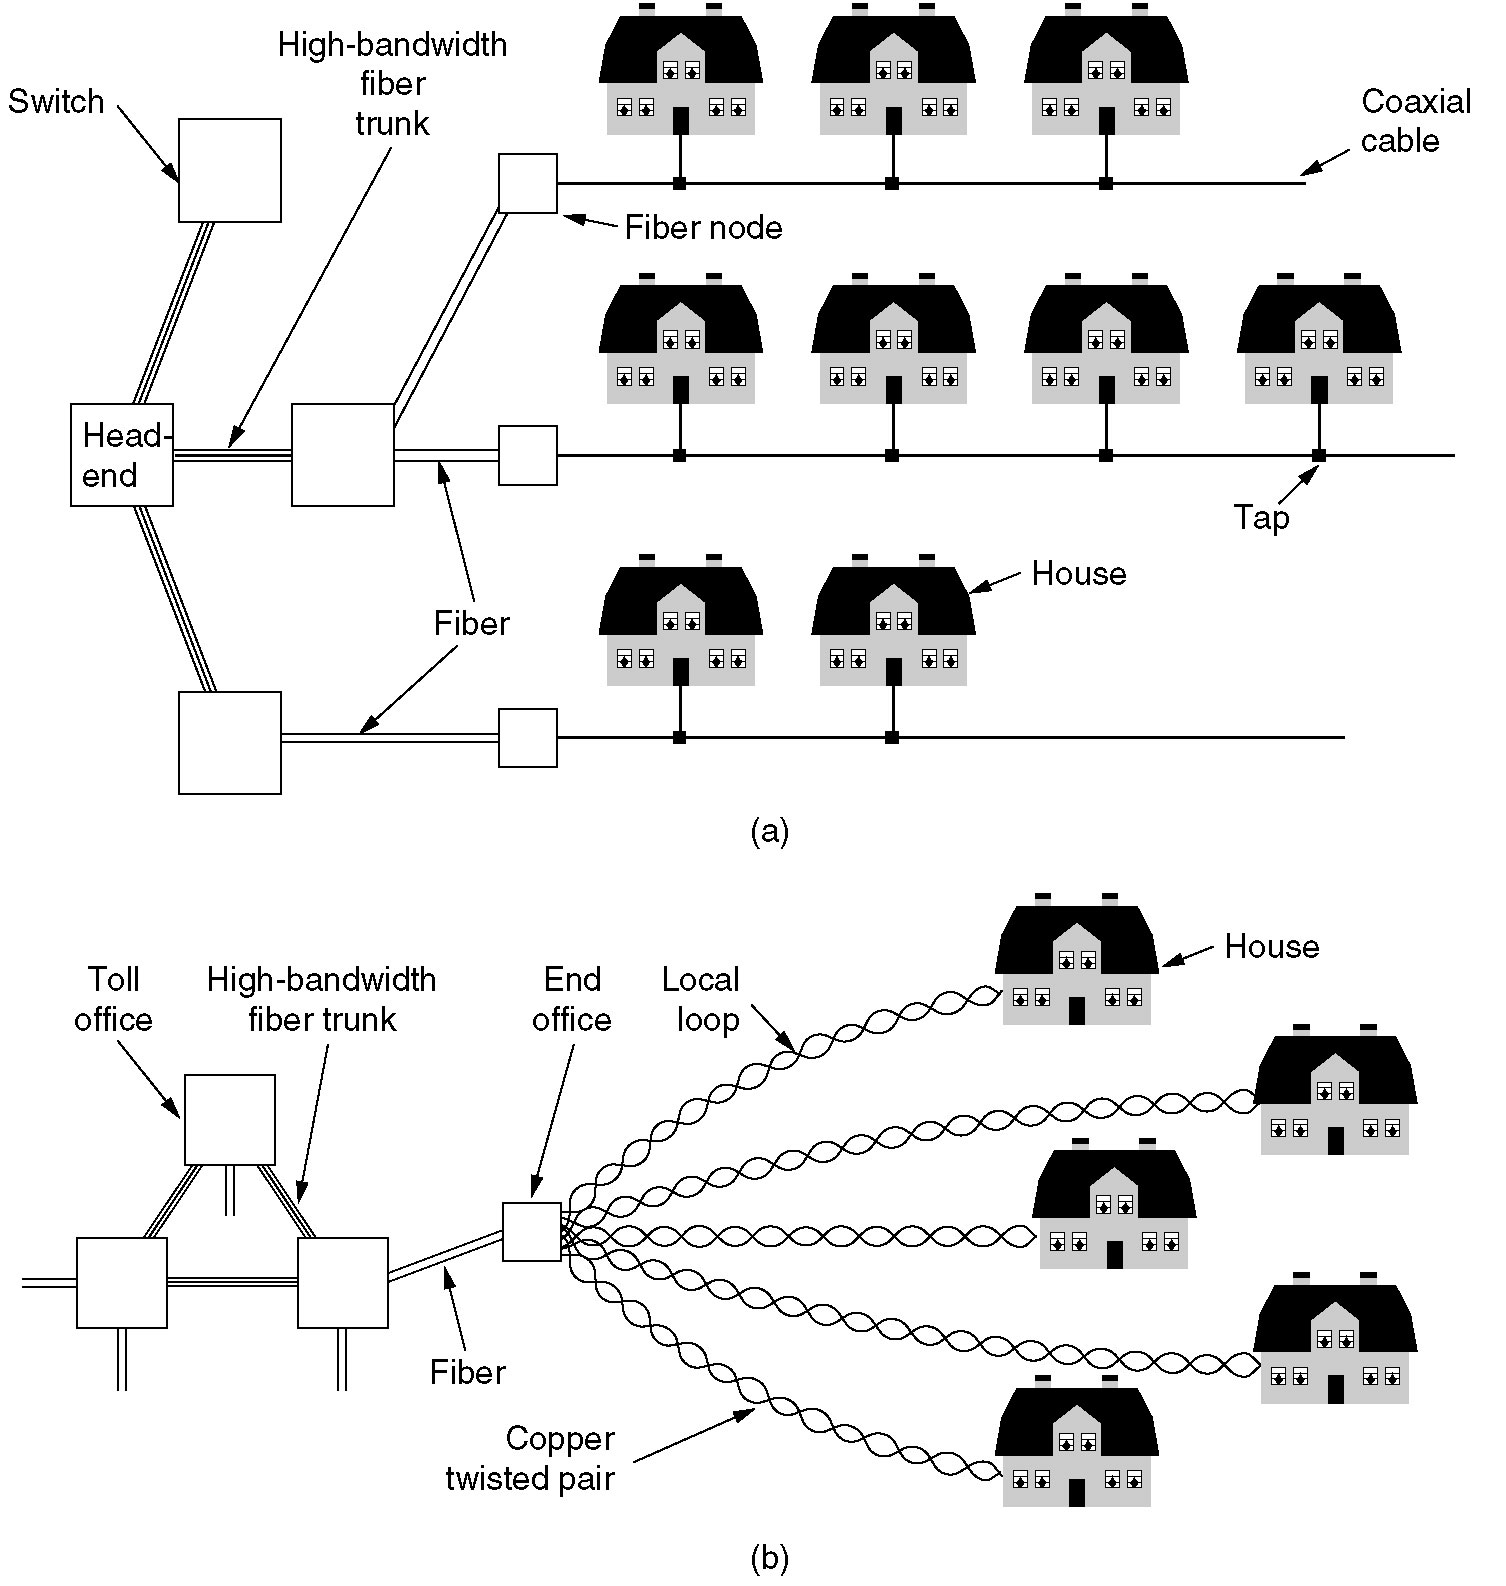 High-bandwidth
fiber
trunk
Switch
Coaxial
cable
Fiber node
Head-
end
Tap
House
Fiber
(a)
Toll
office
High-bandwidth
fiber trunk
End
office
Local
loop
House
Fiber
Copper
twisted pair
(b)